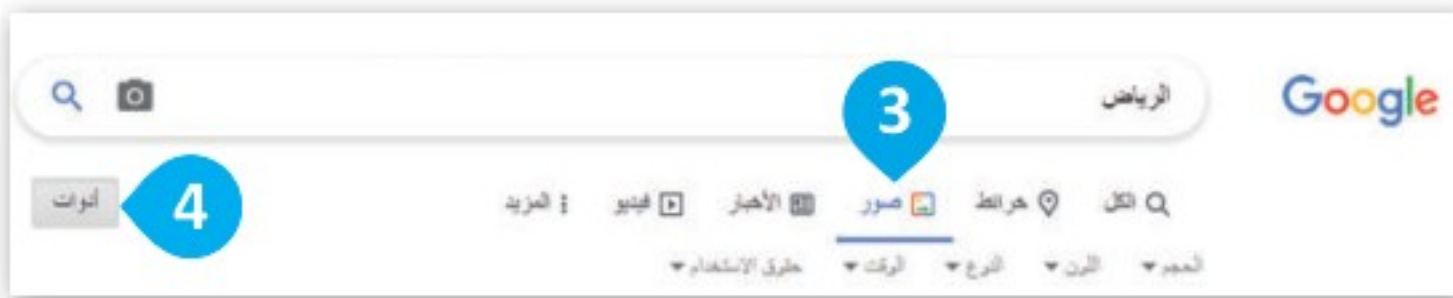 Google
الرياض
3
الكل خرائط صور الأخبار فيديو المزيد
4 أدوات
الحجم اللون النوع الوقت حقوق الاستخدام